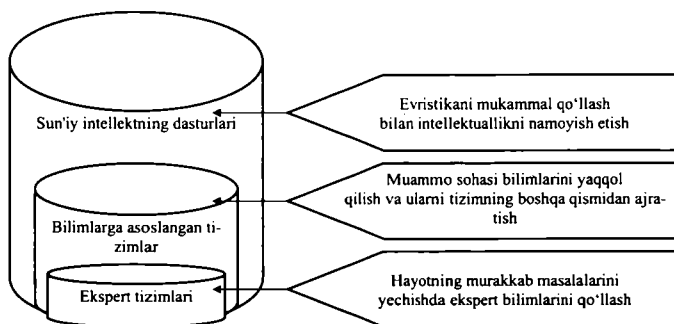 Sun'iy intellektning dasturlari
Evristikani mukammal qo‘llash
bilan intellektuallikni namoyish etish
Bilimlarga asoslangan ti-
zimlar
Muammo sohasi bilimlarini yaqqol
qilish va ularni tizimning boshqa qismidan ajra-
tish
Ekspert tizimlari
Hayotning murakkab masalalarini
yechishda ekspert bilimlarini qo‘llash